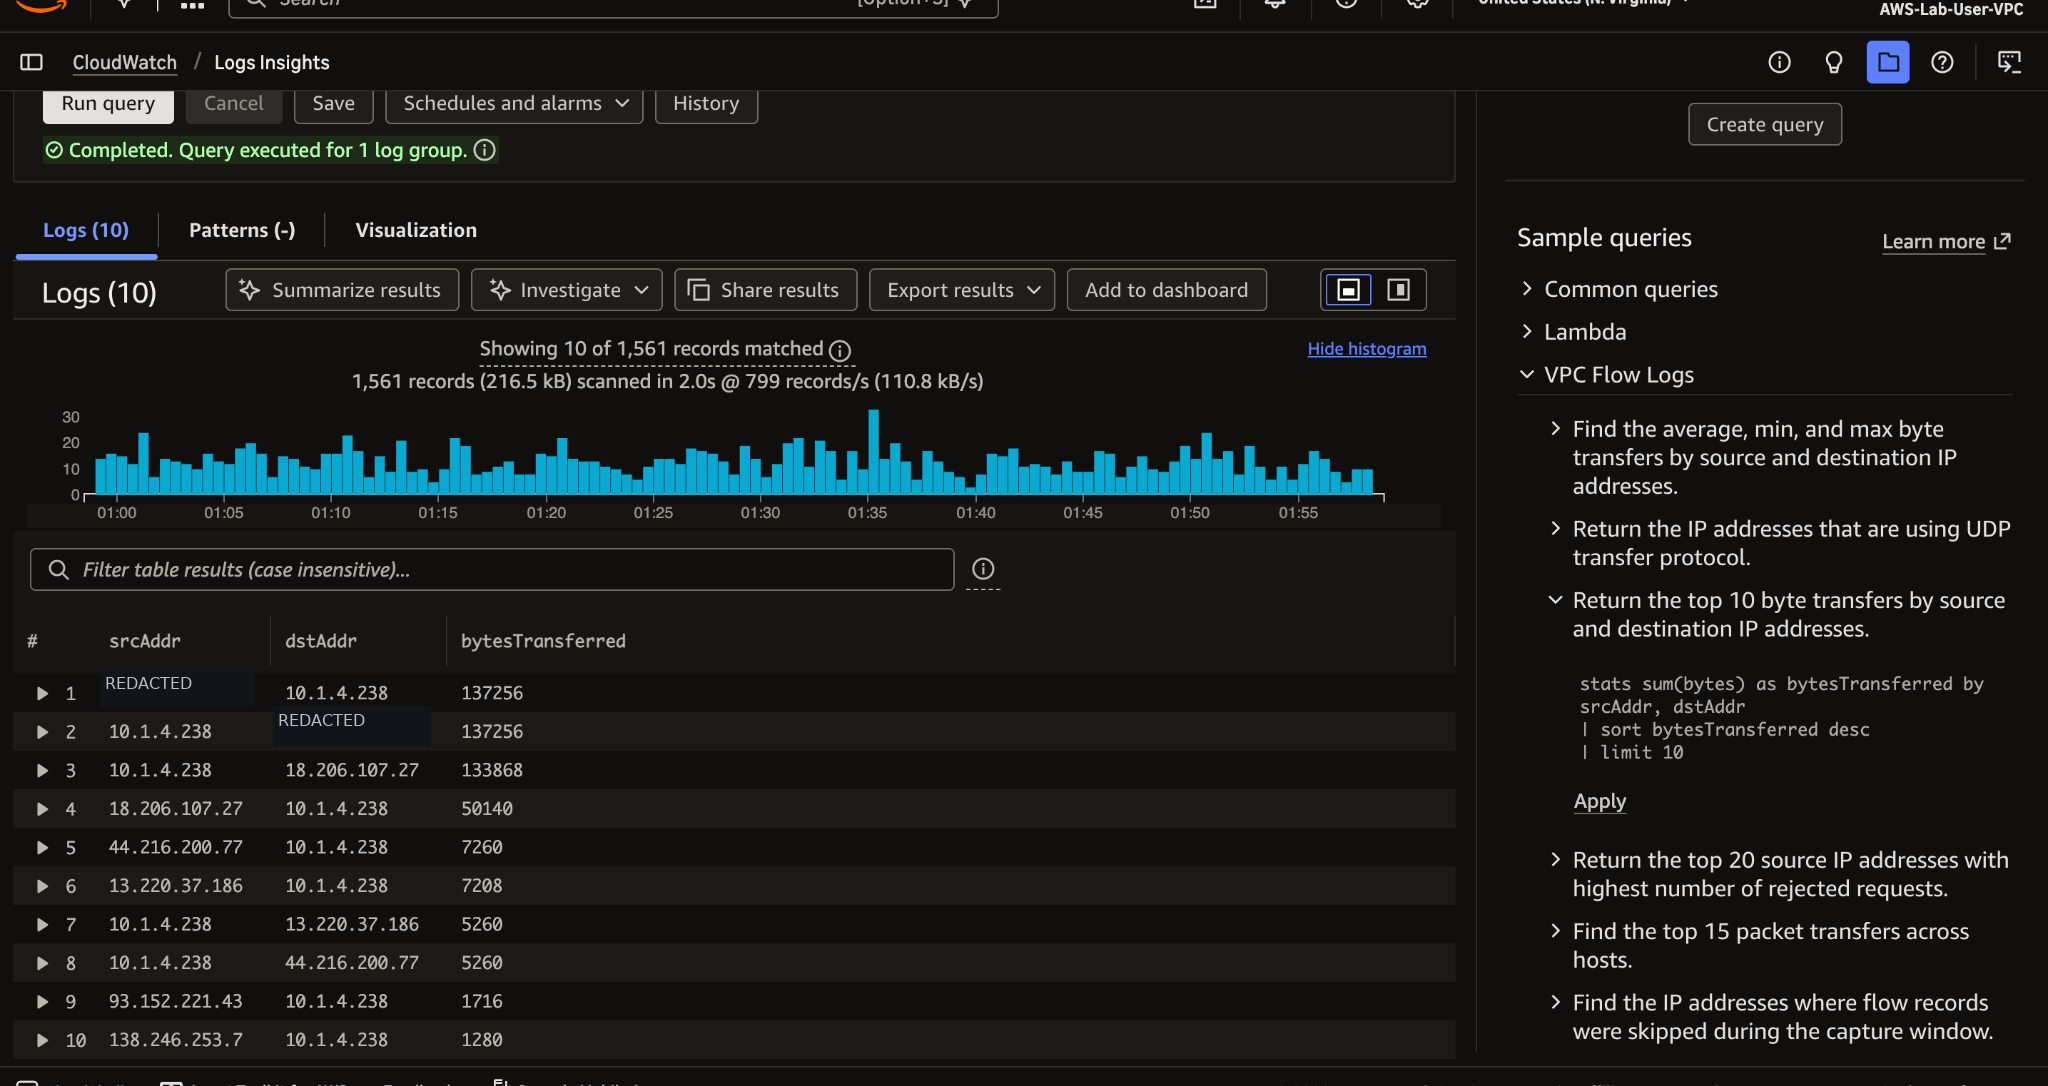 Search
[Option+S]
United States (N. Virginia)
AWS-Lab-User-VPC
CloudWatch / Logs Insights
Run query Cancel Save Schedules and alarms History
Completed. Query executed for 1 log group.
Create query
Logs (10) Patterns (-) Visualization
Logs (10) Summarize results Investigate Share results Export results Add to dashboard
Showing 10 of 1,561 records matched
Hide histogram
1,561 records (216.5 kB) scanned in 2.0s @ 799 records/s (110.8 kB/s)
30
20
10
0
01:00 01:05 01:10 01:15 01:20 01:25 01:30 01:35 01:40 01:45 01:50 01:55
Filter table results (case insensitive)...
# srcAddr dstAddr bytesTransferred
1 REDACTED 10.1.4.238 137256
2 10.1.4.238 REDACTED 137256
3 10.1.4.238 18.206.107.27 133868
4 18.206.107.27 10.1.4.238 50140
5 44.216.200.77 10.1.4.238 7260
6 13.220.37.186 10.1.4.238 7208
7 10.1.4.238 13.220.37.186 5260
8 10.1.4.238 44.216.200.77 5260
9 93.152.221.43 10.1.4.238 1716
10 138.246.253.7 10.1.4.238 1280
Sample queries
Learn more
Common queries
Lambda
VPC Flow Logs
Find the average, min, and max byte
transfers by source and destination IP
addresses.
Return the IP addresses that are using UDP
transfer protocol.
Return the top 10 byte transfers by source
and destination IP addresses.
stats sum(bytes) as bytesTransferred by
srcAddr, dstAddr
| sort bytesTransferred desc
| limit 10
Apply
Return the top 20 source IP addresses with
highest number of rejected requests.
Find the top 15 packet transfers across
hosts.
Find the IP addresses where flow records
were skipped during the capture window.